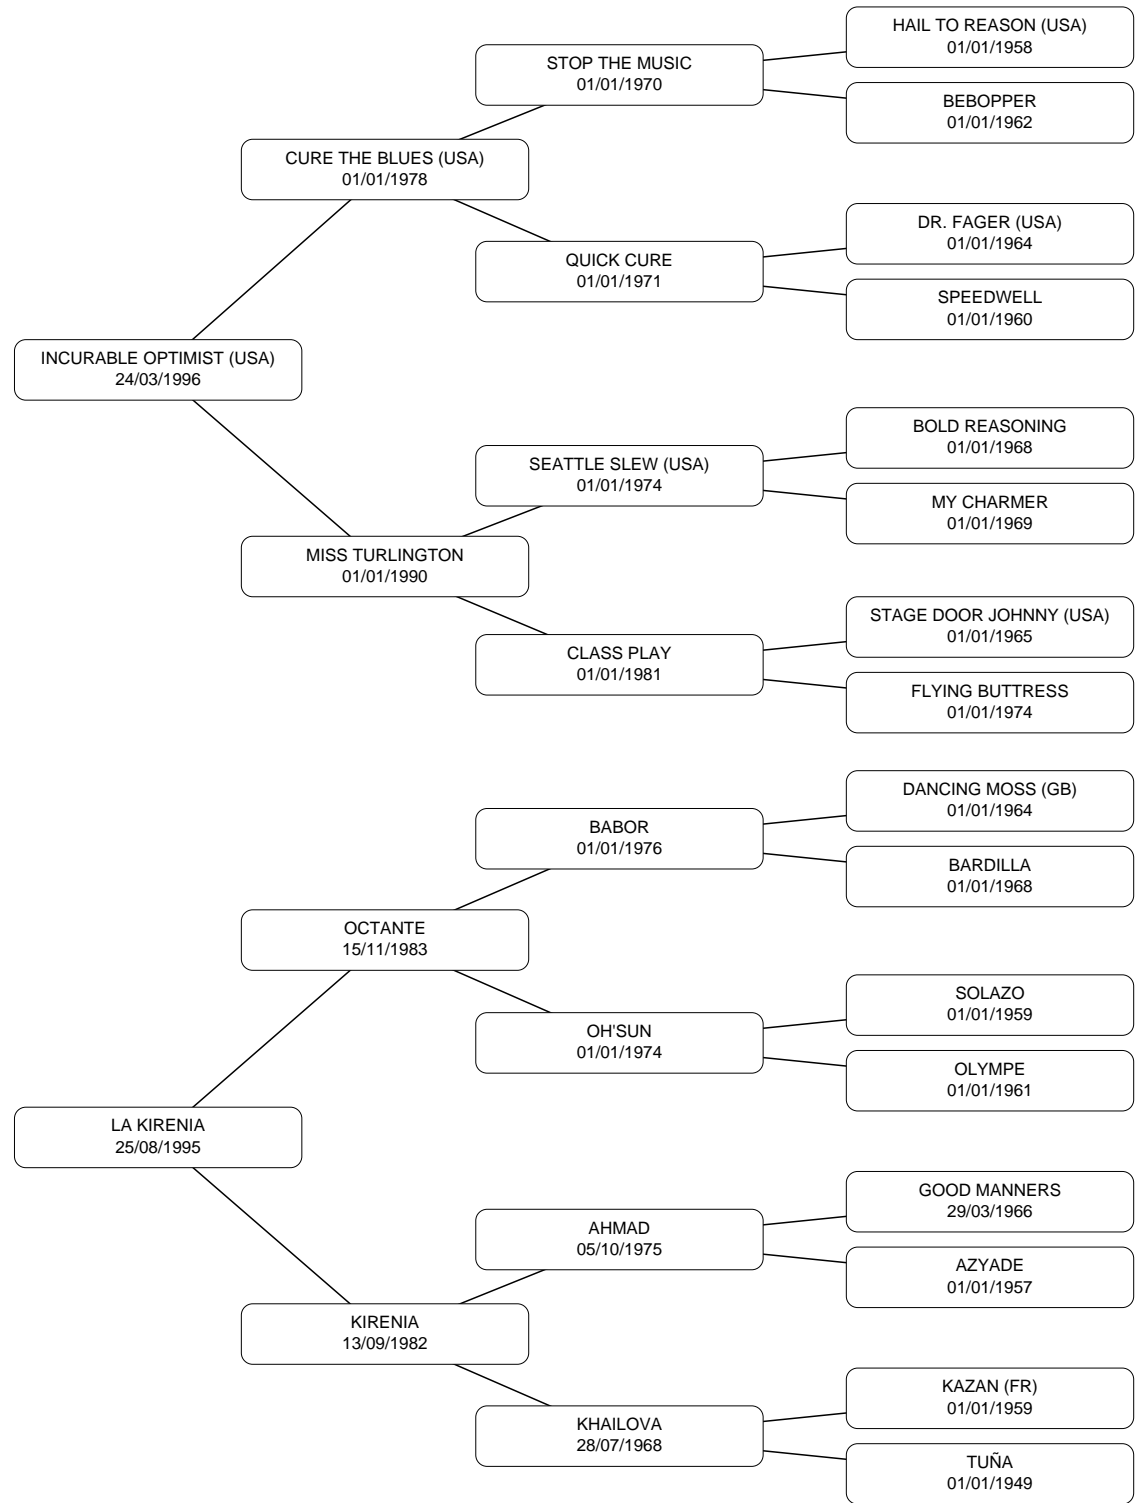 HAIL TO REASON (USA)
01/01/1958
STOP THE MUSIC
01/01/1970
BEBOPPER
01/01/1962
CURE THE BLUES (USA)
01/01/1978
DR. FAGER (USA)
01/01/1964
QUICK CURE
01/01/1971
SPEEDWELL
01/01/1960
INCURABLE OPTIMIST (USA)
24/03/1996
BOLD REASONING
01/01/1968
SEATTLE SLEW (USA)
01/01/1974
MY CHARMER
01/01/1969
MISS TURLINGTON
01/01/1990
STAGE DOOR JOHNNY (USA)
01/01/1965
CLASS PLAY
01/01/1981
FLYING BUTTRESS
01/01/1974
DANCING MOSS (GB)
01/01/1964
BABOR
01/01/1976
BARDILLA
01/01/1968
OCTANTE
15/11/1983
SOLAZO
01/01/1959
OH'SUN
01/01/1974
OLYMPE
01/01/1961
LA KIRENIA
25/08/1995
GOOD MANNERS
29/03/1966
AHMAD
05/10/1975
AZYADE
01/01/1957
KIRENIA
13/09/1982
KAZAN (FR)
01/01/1959
KHAILOVA
28/07/1968
TUÑA
01/01/1949